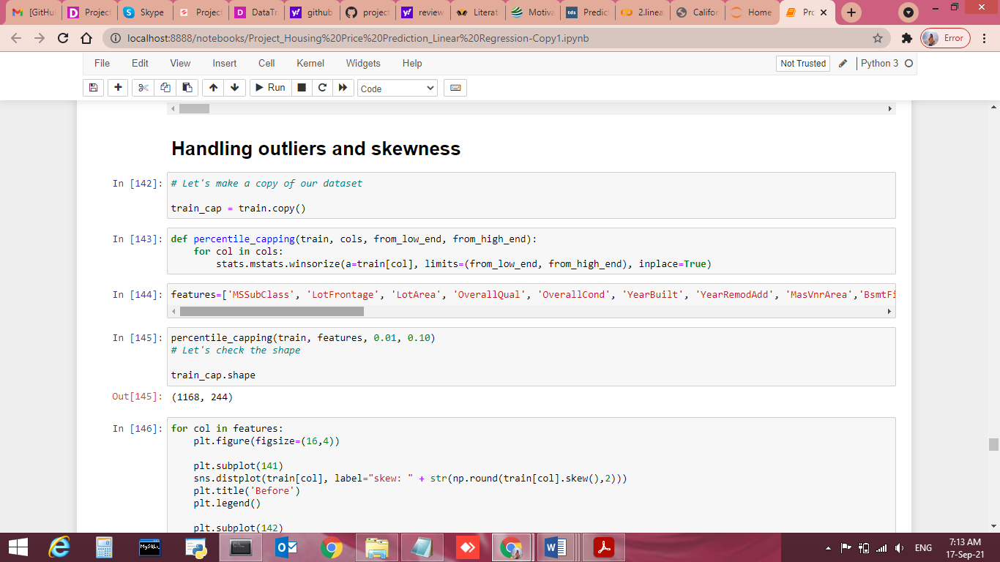 [GitHu
Project
Skype
Project
DataTr
github
project
review
Literat
Motiva
Predict
2.linea
Califor
Home
Pro
localhost:8888/notebooks/Project_Housing%20Price%20Prediction_Linear%20Regression-Copy1.ipynb
Error
File Edit View Insert Cell Kernel Widgets Help
Not Trusted
Python 3
Run
Code
Handling outliers and skewness
In [142]:
# Let's make a copy of our dataset
train_cap = train.copy()
In [143]:
def percentile_capping(train, cols, from_low_end, from_high_end):
for col in cols:
stats.mstats.winsorize(a=train[col], limits=(from_low_end, from_high_end), inplace=True)
In [144]:
features=['MSSubClass', 'LotFrontage', 'LotArea', 'OverallQual', 'OverallCond', 'YearBuilt', 'YearRemodAdd', 'MasVnrArea','BsmtFi
In [145]:
percentile_capping(train, features, 0.01, 0.10)
# Let's check the shape
train_cap.shape
Out[145]: (1168, 244)
In [146]:
for col in features:
plt.figure(figsize=(16,4))
plt.subplot(141)
sns.distplot(train[col], label="skew: " + str(np.round(train[col].skew(),2)))
plt.title('Before')
plt.legend()
plt.subplot(142)
MySQL
ENG
7:13 AM
17-Sep-21